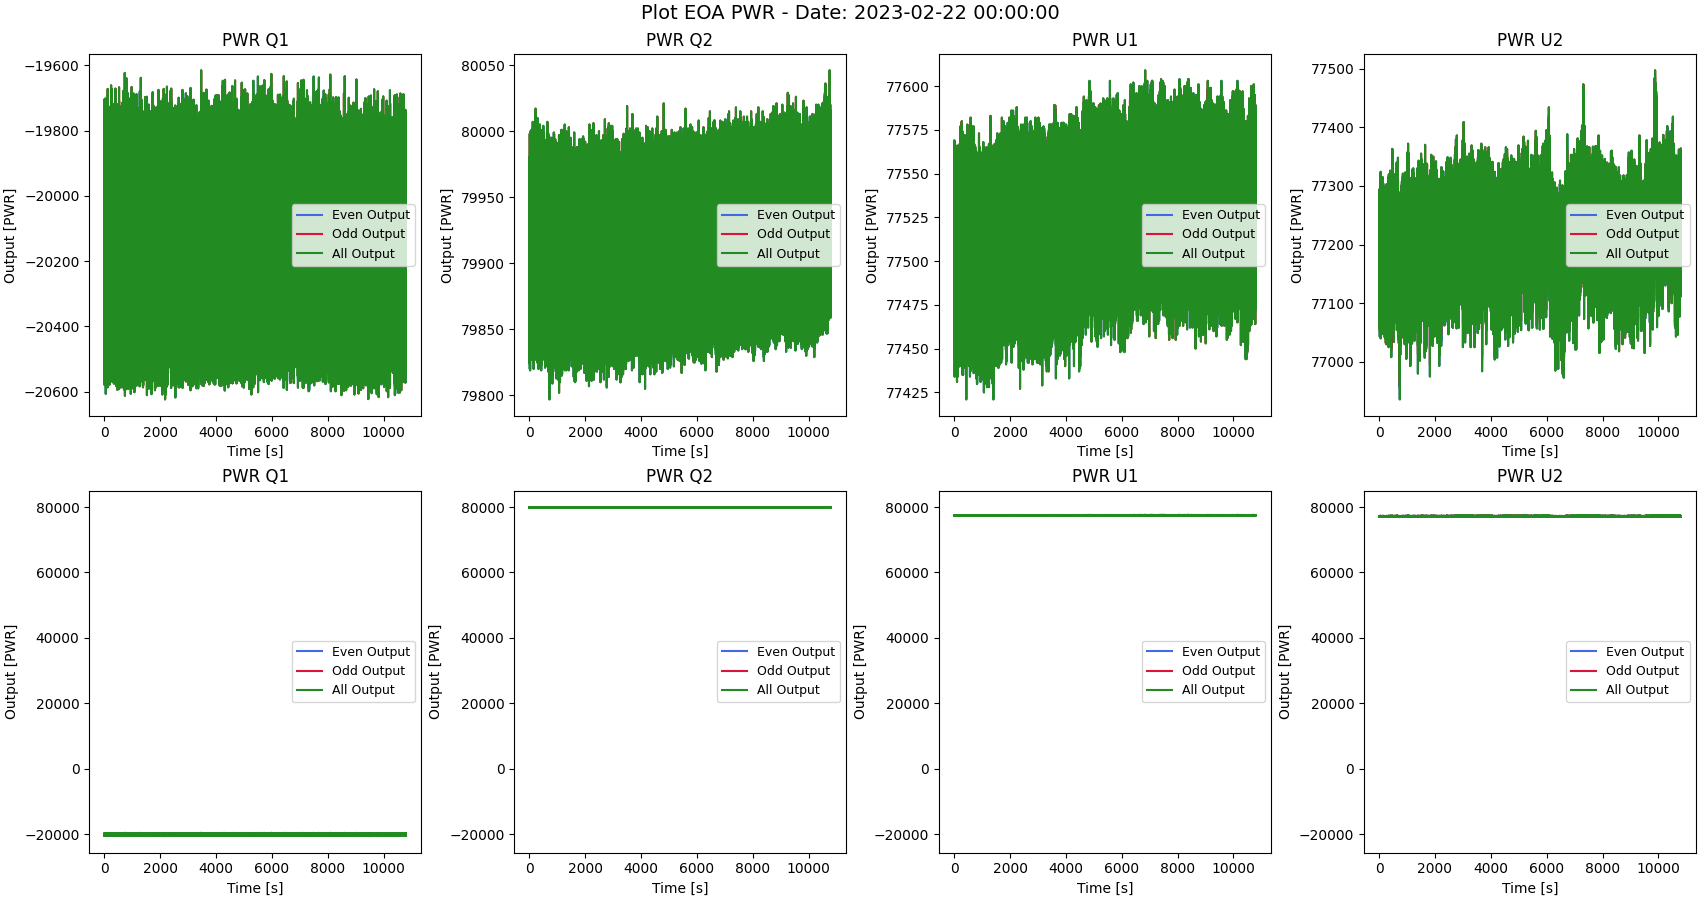 Plot EOA PWR - Date: 2023-02-22 00:00:00
PWR Q1
PWR Q2
PWR U1
PWR U2
Output [PWR]
−19600
−19800
−20000
−20200
−20400
−20600
Even Output
Odd Output
All Output
0 2000 4000 6000 8000 10000
Time [s]
Output [PWR]
80050
80000
79950
79900
79850
79800
Even Output
Odd Output
All Output
0 2000 4000 6000 8000 10000
Time [s]
Output [PWR]
77600
77575
77550
77525
77500
77475
77450
77425
Even Output
Odd Output
All Output
0 2000 4000 6000 8000 10000
Time [s]
Output [PWR]
77500
77400
77300
77200
77100
77000
Even Output
Odd Output
All Output
0 2000 4000 6000 8000 10000
Time [s]
PWR Q1
PWR Q2
PWR U1
PWR U2
Output [PWR]
80000
60000
40000
20000
0
−20000
Even Output
Odd Output
All Output
0 2000 4000 6000 8000 10000
Time [s]
Output [PWR]
80000
60000
40000
20000
0
−20000
Even Output
Odd Output
All Output
0 2000 4000 6000 8000 10000
Time [s]
Output [PWR]
80000
60000
40000
20000
0
−20000
Even Output
Odd Output
All Output
0 2000 4000 6000 8000 10000
Time [s]
Output [PWR]
80000
60000
40000
20000
0
−20000
Even Output
Odd Output
All Output
0 2000 4000 6000 8000 10000
Time [s]